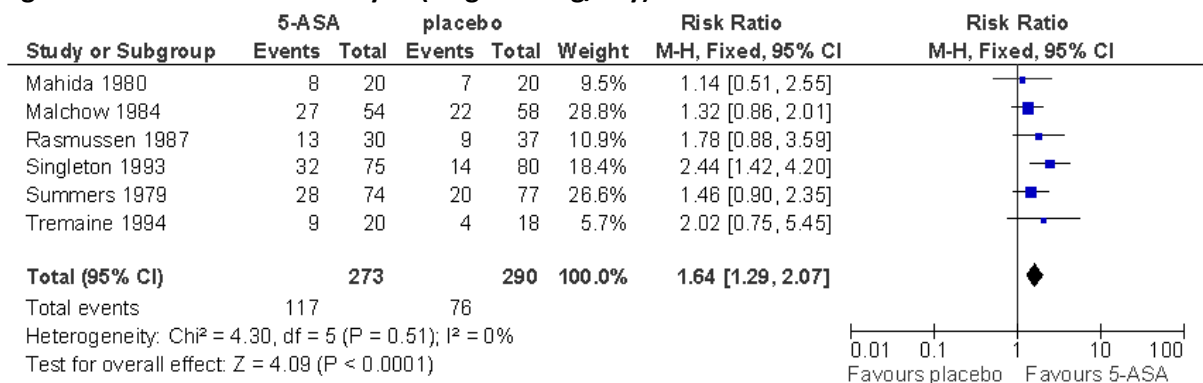 5-ASA placebo Risk Ratio Risk Ratio
Study or Subgroup Events Total Events Total Weight M-H, Fixed, 95% CI M-H, Fixed, 95% CI
Mahida 1980 8 20 7 20 9.5% 1.14 [0.51, 2.55]
Malchow 1984 27 54 22 58 28.8% 1.32 [0.86, 2.01]
Rasmussen 1987 13 30 9 37 10.9% 1.78 [0.88, 3.59]
Singleton 1993 32 75 14 80 18.4% 2.44 [1.42, 4.20]
Summers 1979 28 74 20 77 26.6% 1.46 [0.90, 2.35]
Tremaine 1994 9 20 4 18 5.7% 2.02 [0.75, 5.45]
Total (95% CI) 273 290 100.0% 1.64 [1.29, 2.07]
Total events 117 76
Heterogeneity: Chi² = 4.30, df = 5 (P = 0.51); I² = 0%
Test for overall effect: Z = 4.09 (P < 0.0001)
0.01 0.1 1 10 100
Favours placebo Favours 5-ASA